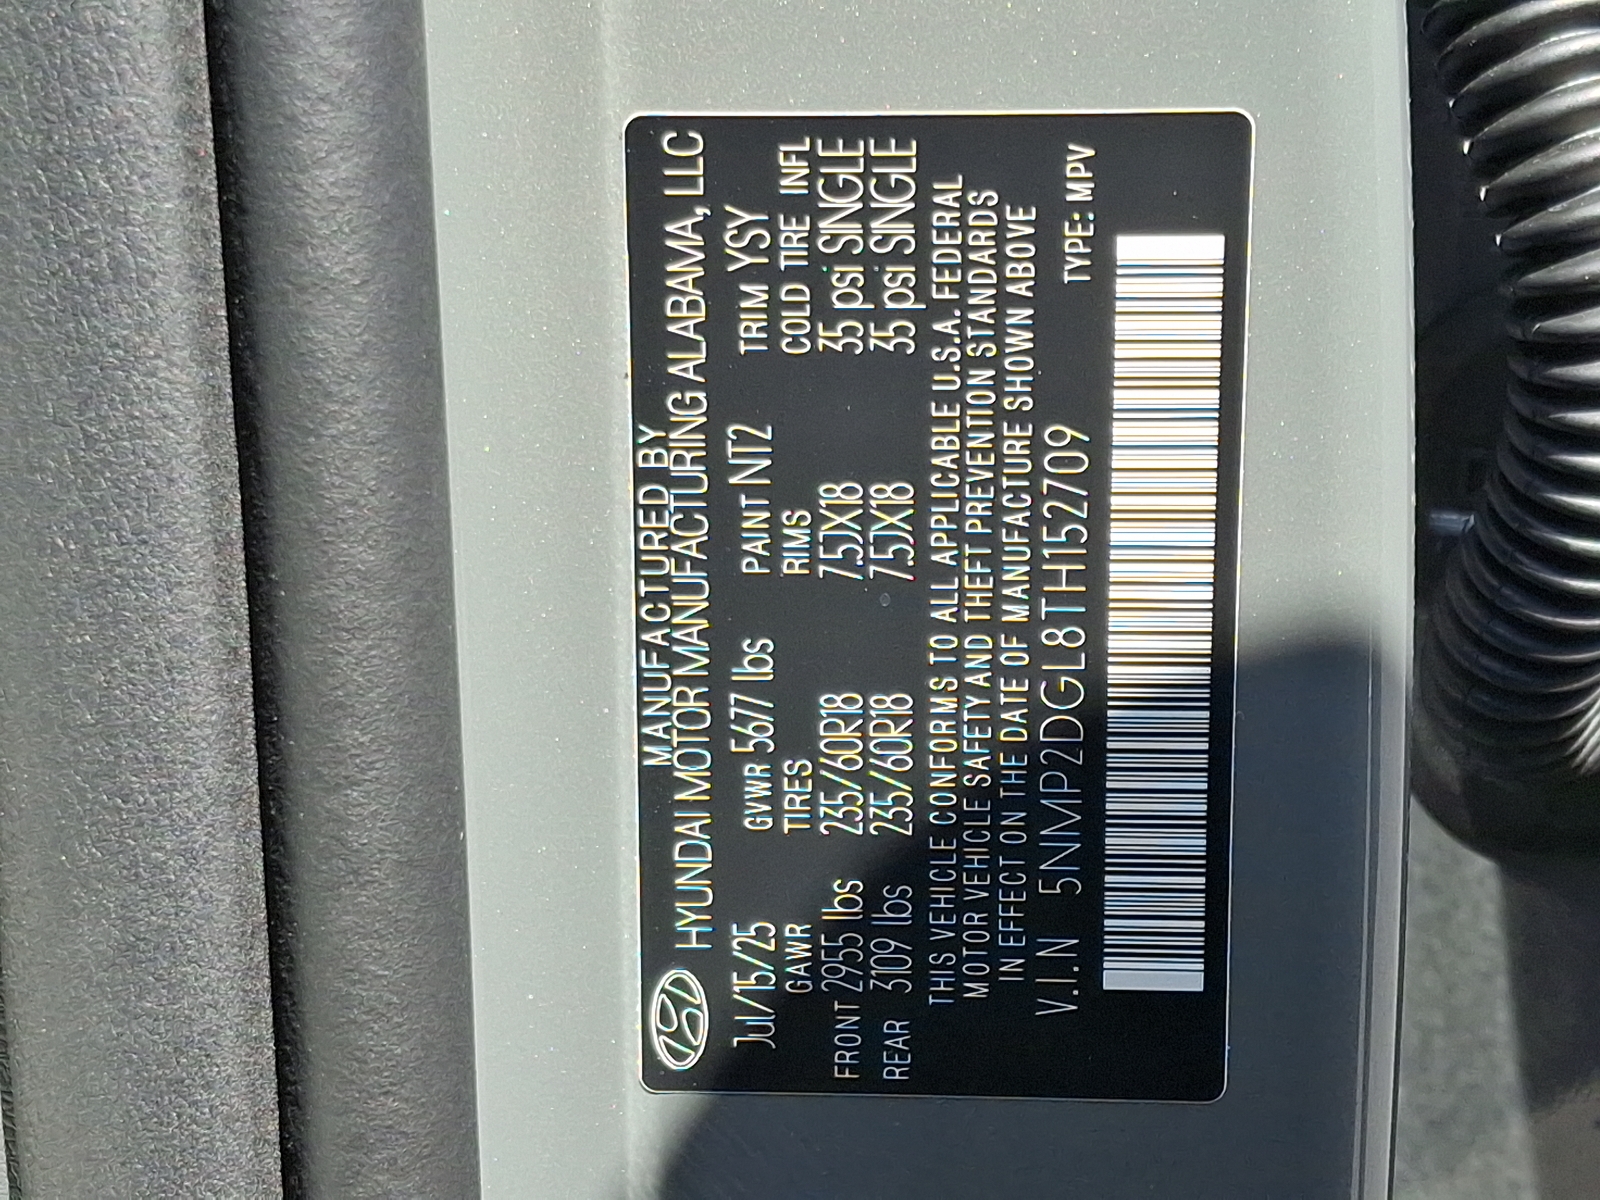 MANUFACTURED BY
HYUNDAI MOTOR MANUFACTURING ALABAMA, LLC
Jul/15/25 GVWR 5677 lbs PAINT NT2 TRIM YSY
GAWR TIRES RIMS COLD TIRE INFL
FRONT 2955 lbs 235/60R18 7.5JX18 35 psi SINGLE
REAR 3109 lbs 235/60R18 7.5JX18 35 psi SINGLE
THIS VEHICLE CONFORMS TO ALL APPLICABLE U.S.A. FEDERAL
MOTOR VEHICLE SAFETY AND THEFT PREVENTION STANDARDS
IN EFFECT ON THE DATE OF MANUFACTURE SHOWN ABOVE
V.I.N 5NMP2DGL8TH152709
TYPE: MPV